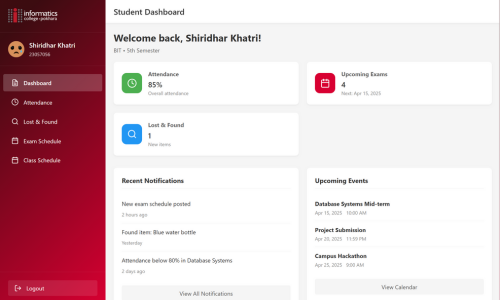 informatics
college • pokhara
Shiridhar Khatri
23057056
Dashboard
Attendance
Lost & Found
Exam Schedule
Class Schedule
Logout
Student Dashboard
Welcome back, Shiridhar Khatri!
BIT • 5th Semester
Attendance
85%
Overall attendance
Upcoming Exams
4
Next: Apr 15, 2025
Lost & Found
1
New items
Recent Notifications
New exam schedule posted
2 hours ago
Found item: Blue water bottle
Yesterday
Attendance below 80% in Database Systems
2 days ago
View All Notifications
Upcoming Events
Database Systems Mid-term
Apr 15, 2025 10:00 AM
Project Submission
Apr 20, 2025 11:59 PM
Campus Hackathon
Apr 25, 2025 9:00 AM
View Calendar